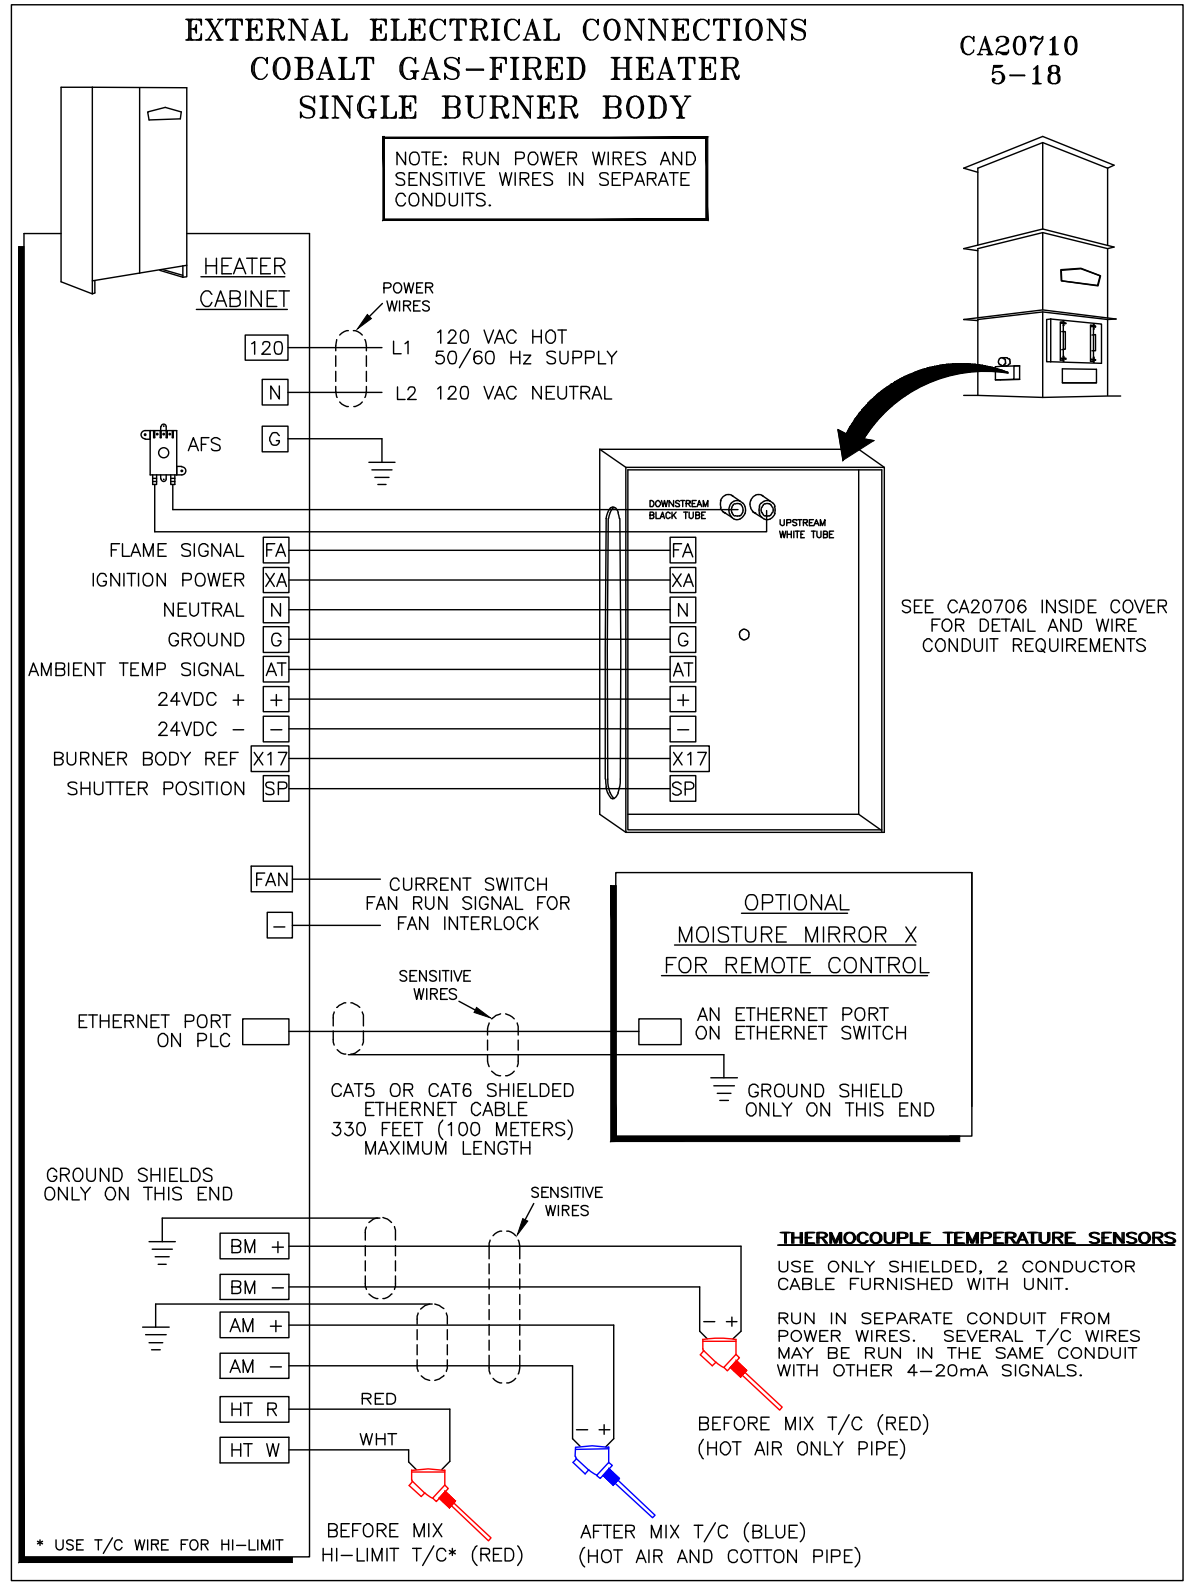 EXTERNAL ELECTRICAL CONNECTIONS
COBALT GAS-FIRED HEATER
SINGLE BURNER BODY
CA20710
5-18
NOTE: RUN POWER WIRES AND
SENSITIVE WIRES IN SEPARATE
CONDUITS.
HEATER
CABINET
POWER
WIRES
120
L1
120 VAC HOT
50/60 Hz SUPPLY
N
L2
120 VAC NEUTRAL
AFS
G
DOWNSTREAM
BLACK TUBE
UPSTREAM
WHITE TUBE
FLAME SIGNAL FA
FA
IGNITION POWER XA
XA
NEUTRAL N
N
GROUND G
G
AMBIENT TEMP SIGNAL AT
AT
24VDC + +
+
24VDC - -
-
BURNER BODY REF X17
X17
SHUTTER POSITION SP
SP
SEE CA20706 INSIDE COVER
FOR DETAIL AND WIRE
CONDUIT REQUIREMENTS
FAN
-
CURRENT SWITCH
FAN RUN SIGNAL FOR
FAN INTERLOCK
OPTIONAL
MOISTURE MIRROR X
FOR REMOTE CONTROL
SENSITIVE
WIRES
ETHERNET PORT
ON PLC
AN ETHERNET PORT
ON ETHERNET SWITCH
CAT5 OR CAT6 SHIELDED
ETHERNET CABLE
330 FEET (100 METERS)
MAXIMUM LENGTH
GROUND SHIELD
ONLY ON THIS END
GROUND SHIELDS
ONLY ON THIS END
SENSITIVE
WIRES
BM +
BM -
AM +
AM -
HT R
RED
HT W
WHT
- +
- +
THERMOCOUPLE TEMPERATURE SENSORS
USE ONLY SHIELDED, 2 CONDUCTOR
CABLE FURNISHED WITH UNIT.
RUN IN SEPARATE CONDUIT FROM
POWER WIRES. SEVERAL T/C WIRES
MAY BE RUN IN THE SAME CONDUIT
WITH OTHER 4-20mA SIGNALS.
BEFORE MIX T/C (RED)
(HOT AIR ONLY PIPE)
* USE T/C WIRE FOR HI-LIMIT
BEFORE MIX
HI-LIMIT T/C* (RED)
AFTER MIX T/C (BLUE)
(HOT AIR AND COTTON PIPE)